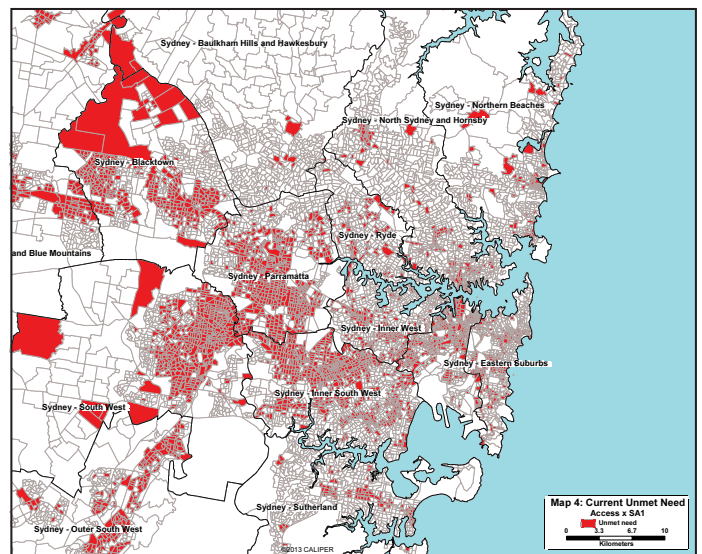 Sydney - Baulkham Hills and Hawkesbury
Sydney - Northern Beaches
Sydney - North Sydney and Hornsby
Sydney - Blacktown
Sydney - Ryde
and Blue Mountains
Sydney - Parramatta
Sydney - Inner West
Sydney - Eastern Suburbs
Sydney - Inner South West
Sydney - South West
Sydney - Sutherland
Sydney - Outer South West
©2013 CALIPER
Map 4: Current Unmet Need
Access x SA1
Unmet need
0 3.3 6.7 10
Kilometers